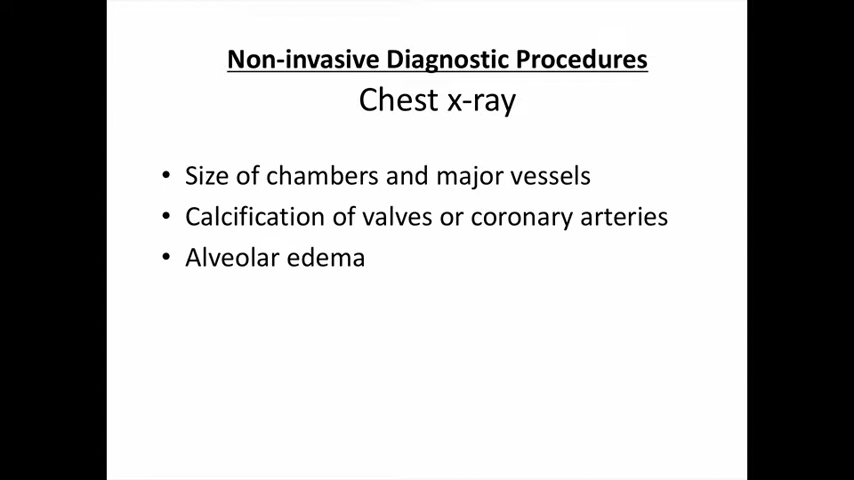 Non-invasive Diagnostic Procedures
Chest x-ray
• Size of chambers and major vessels
• Calcification of valves or coronary arteries
• Alveolar edema